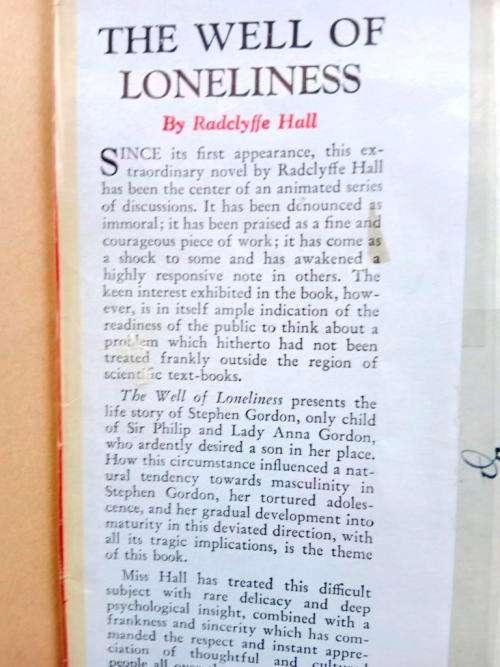 THE WELL OF
LONELINESS
By Radclyffe Hall
SINCE its first appearance, this ex-
traordinary novel by Radclyffe Hall
has been the center of an animated series
of discussions. It has been denounced as
immoral; it has been praised as a fine and
courageous piece of work; it has come as
a shock to some and has awakened a
highly responsive note in others. The
keen interest exhibited in the book, how-
ever, is in itself ample indication of the
readiness of the public to think about a
problem which hitherto had not been
treated frankly outside the region of
scientific text-books.
The Well of Loneliness presents the
life story of Stephen Gordon, only child
of Sir Philip and Lady Anna Gordon,
who ardently desired a son in her place.
How this circumstance influenced a nat-
ural tendency towards masculinity in
Stephen Gordon, her tortured adoles-
cence, and her gradual development into
maturity in this deviated direction, with
all its tragic implications, is the theme
of this book.
Miss Hall has treated this difficult
subject with rare delicacy and deep
psychological insight, combined with a
frankness and sincerity which has com-
manded the respect and instant appre-
ciation of thoughtful and cultured
people all over